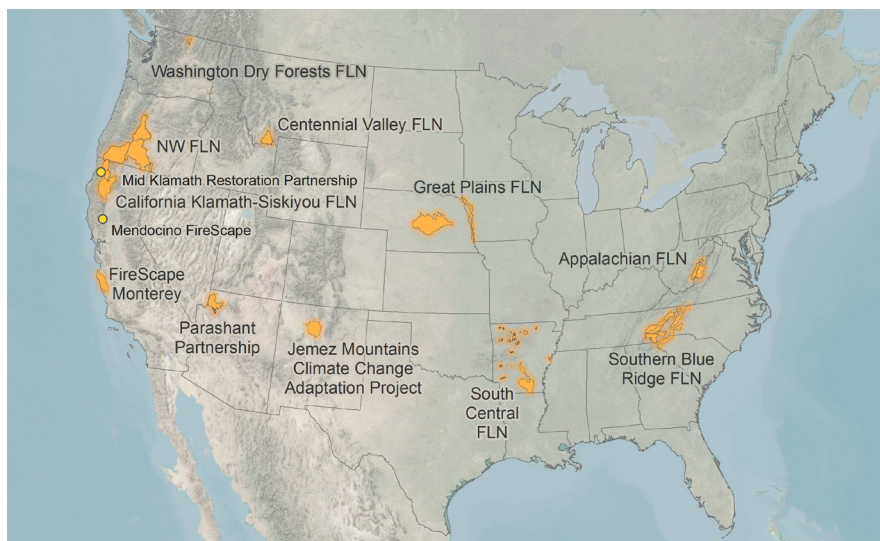 Washington Dry Forests FLN
Centennial Valley FLN
NW FLN
Mid Klamath Restoration Partnership
Great Plains FLN
California Klamath-Siskiyou FLN
Mendocino FireScape
Appalachian FLN
FireScape
Monterey
Parashant
Partnership
Jemez Mountains
Climate Change
Adaptation Project
South
Central
FLN
Southern Blue
Ridge FLN